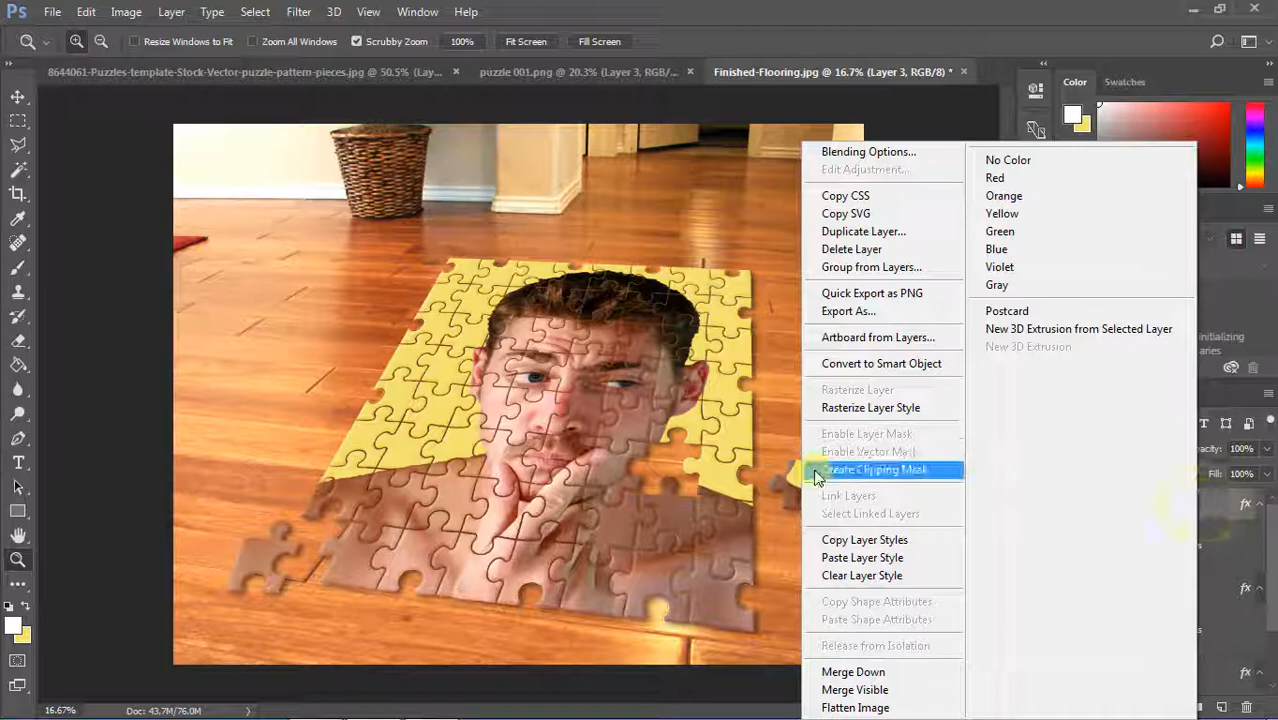 Ps File Edit Image Layer Type Select Filter 3D View Window Help
Resize Windows to Fit Zoom All Windows Scrubby Zoom 100% Fit Screen Fill Screen
8644061-Puzzles-template-Stock-Vector-puzzle-pattern-pieces.jpg @ 50.5% (Lay... × puzzle 001.png @ 20.3% (Layer 3, RGB/... × Finished-Flooring.jpg @ 16.7% (Layer 3, RGB/8) * ×
Color Swatches
Blending Options...
Edit Adjustment...
Copy CSS
Copy SVG
Duplicate Layer...
Delete Layer
Group from Layers...
Quick Export as PNG
Export As...
Artboard from Layers...
Convert to Smart Object
Rasterize Layer
Rasterize Layer Style
Enable Layer Mask
Enable Vector Mask
Create Clipping Mask
Link Layers
Select Linked Layers
Copy Layer Styles
Paste Layer Style
Clear Layer Style
Copy Shape Attributes
Paste Shape Attributes
Release from Isolation
Merge Down
Merge Visible
Flatten Image
No Color
Red
Orange
Yellow
Green
Blue
Violet
Gray
Postcard
New 3D Extrusion from Selected Layer
New 3D Extrusion
100%
Fill: 100%
fx
fx
fx
16.67% Doc: 43.7M/76.0M